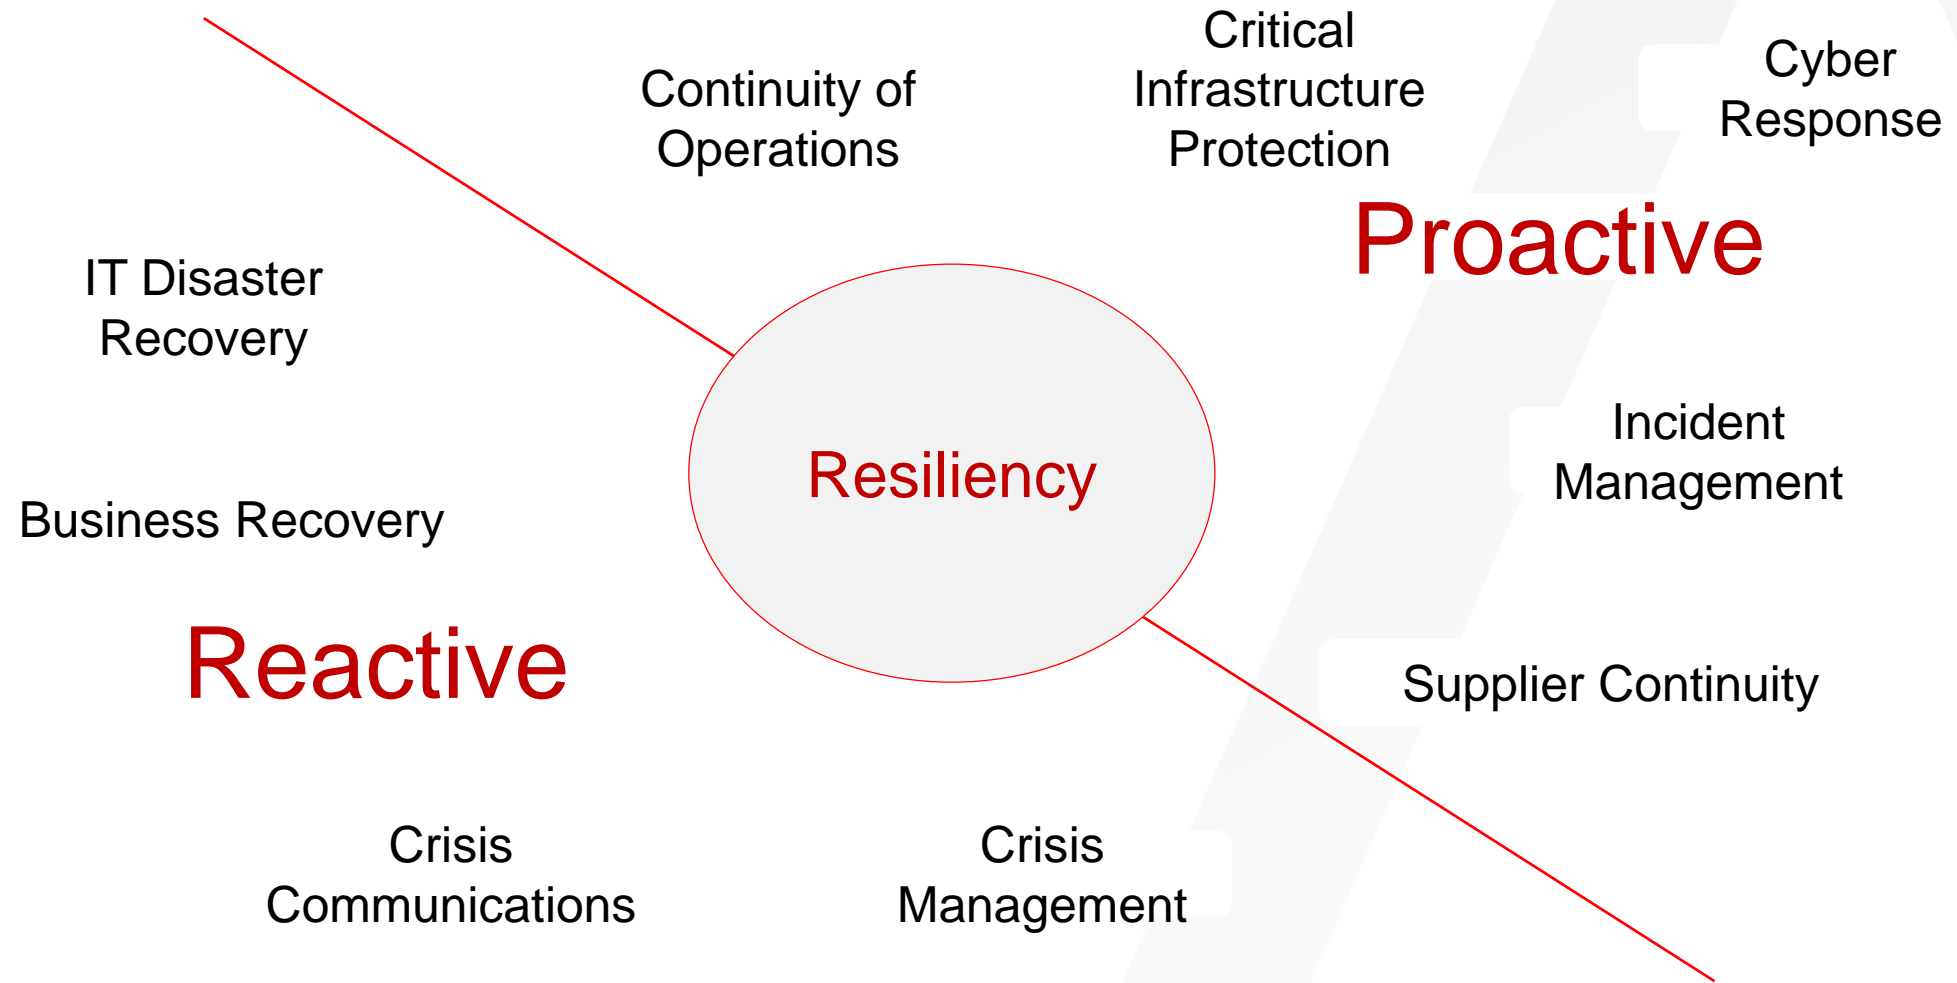 Critical
Infrastructure
Protection
Cyber
Response
Continuity of
Operations
Proactive
IT Disaster
Recovery
Incident
Management
Resiliency
Business Recovery
Reactive
Supplier Continuity
Crisis
Communications
Crisis
Management